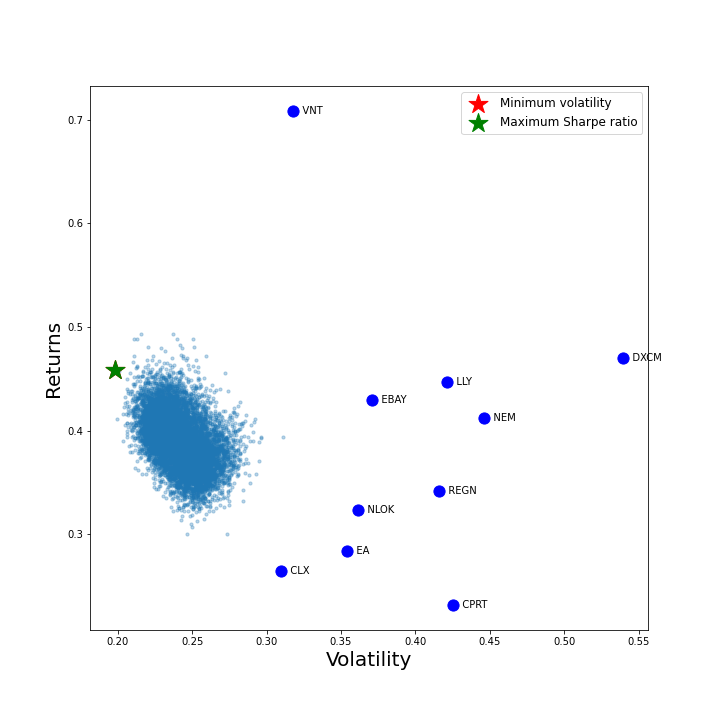 Minimum volatility
Maximum Sharpe ratio
VNT
DXCM
LLY
EBAY
NEM
REGN
NLOK
EA
CLX
CPRT
0.7
0.6
0.5
0.4
0.3
Returns
0.20 0.25 0.30 0.35 0.40 0.45 0.50 0.55
Volatility